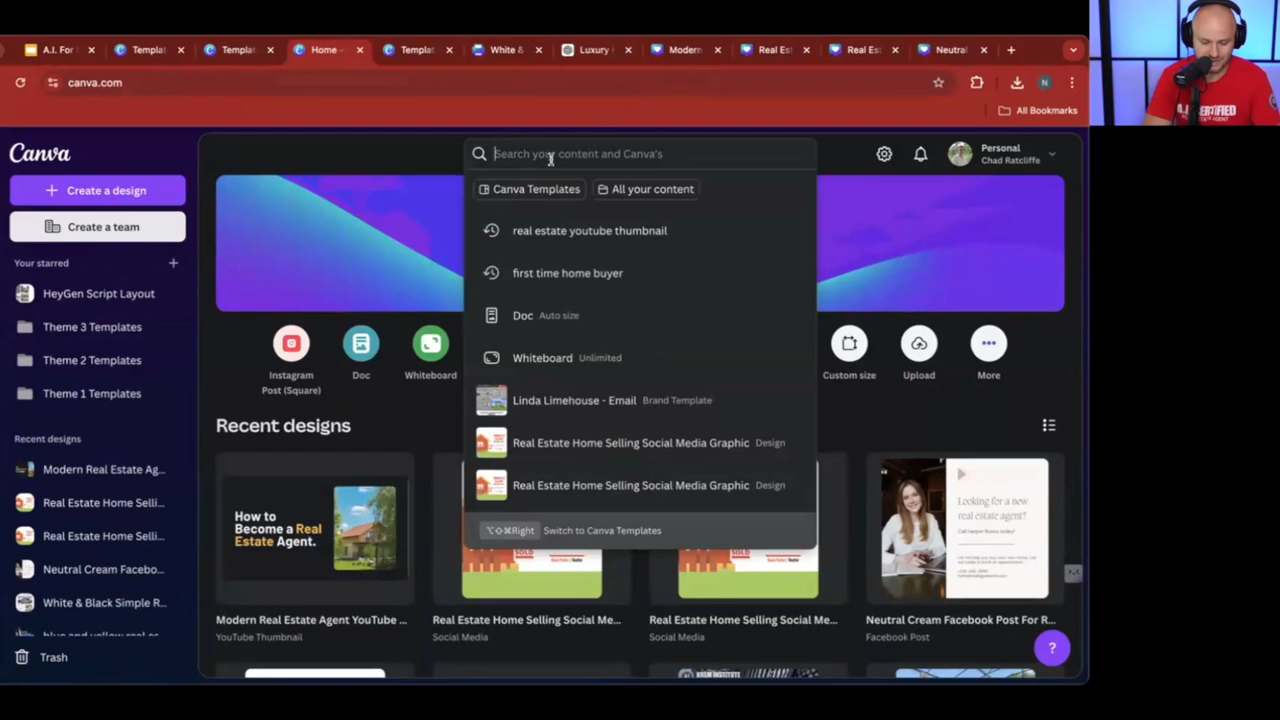 A.I. For
Templat
Templat
Home -
Templat
White &
Luxury
Modern
Real Es
Real Es
Neutral
canva.com
N
All Bookmarks
Canva
Search your content and Canva's
Personal
Chad Ratcliffe
Create a design
Canva Templates
All your content
Create a team
real estate youtube thumbnail
Your starred
first time home buyer
HeyGen Script Layout
Doc Auto size
Theme 3 Templates
Theme 2 Templates
Theme 1 Templates
Whiteboard Unlimited
Instagram
Post (Square)
Doc
Whiteboard
Custom size
Upload
More
Linda Limehouse - Email Brand Template
Recent designs
Recent designs
Real Estate Home Selling Social Media Graphic Design
Modern Real Estate Ag...
Real Estate Home Selling Social Media Graphic Design
Real Estate Home Selli...
Real Estate Home Selli...
Neutral Cream Facebo...
White & Black Simple R...
Right Switch to Canva Templates
How to
Become a Real
Estate Agent.
SOLD
SOLD
Looking for a new
real estate agent?
Modern Real Estate Agent YouTube ...
YouTube Thumbnail
Real Estate Home Selling Social Me...
Social Media
Real Estate Home Selling Social Me...
Social Media
Neutral Cream Facebook Post For R...
Facebook Post
Trash
?